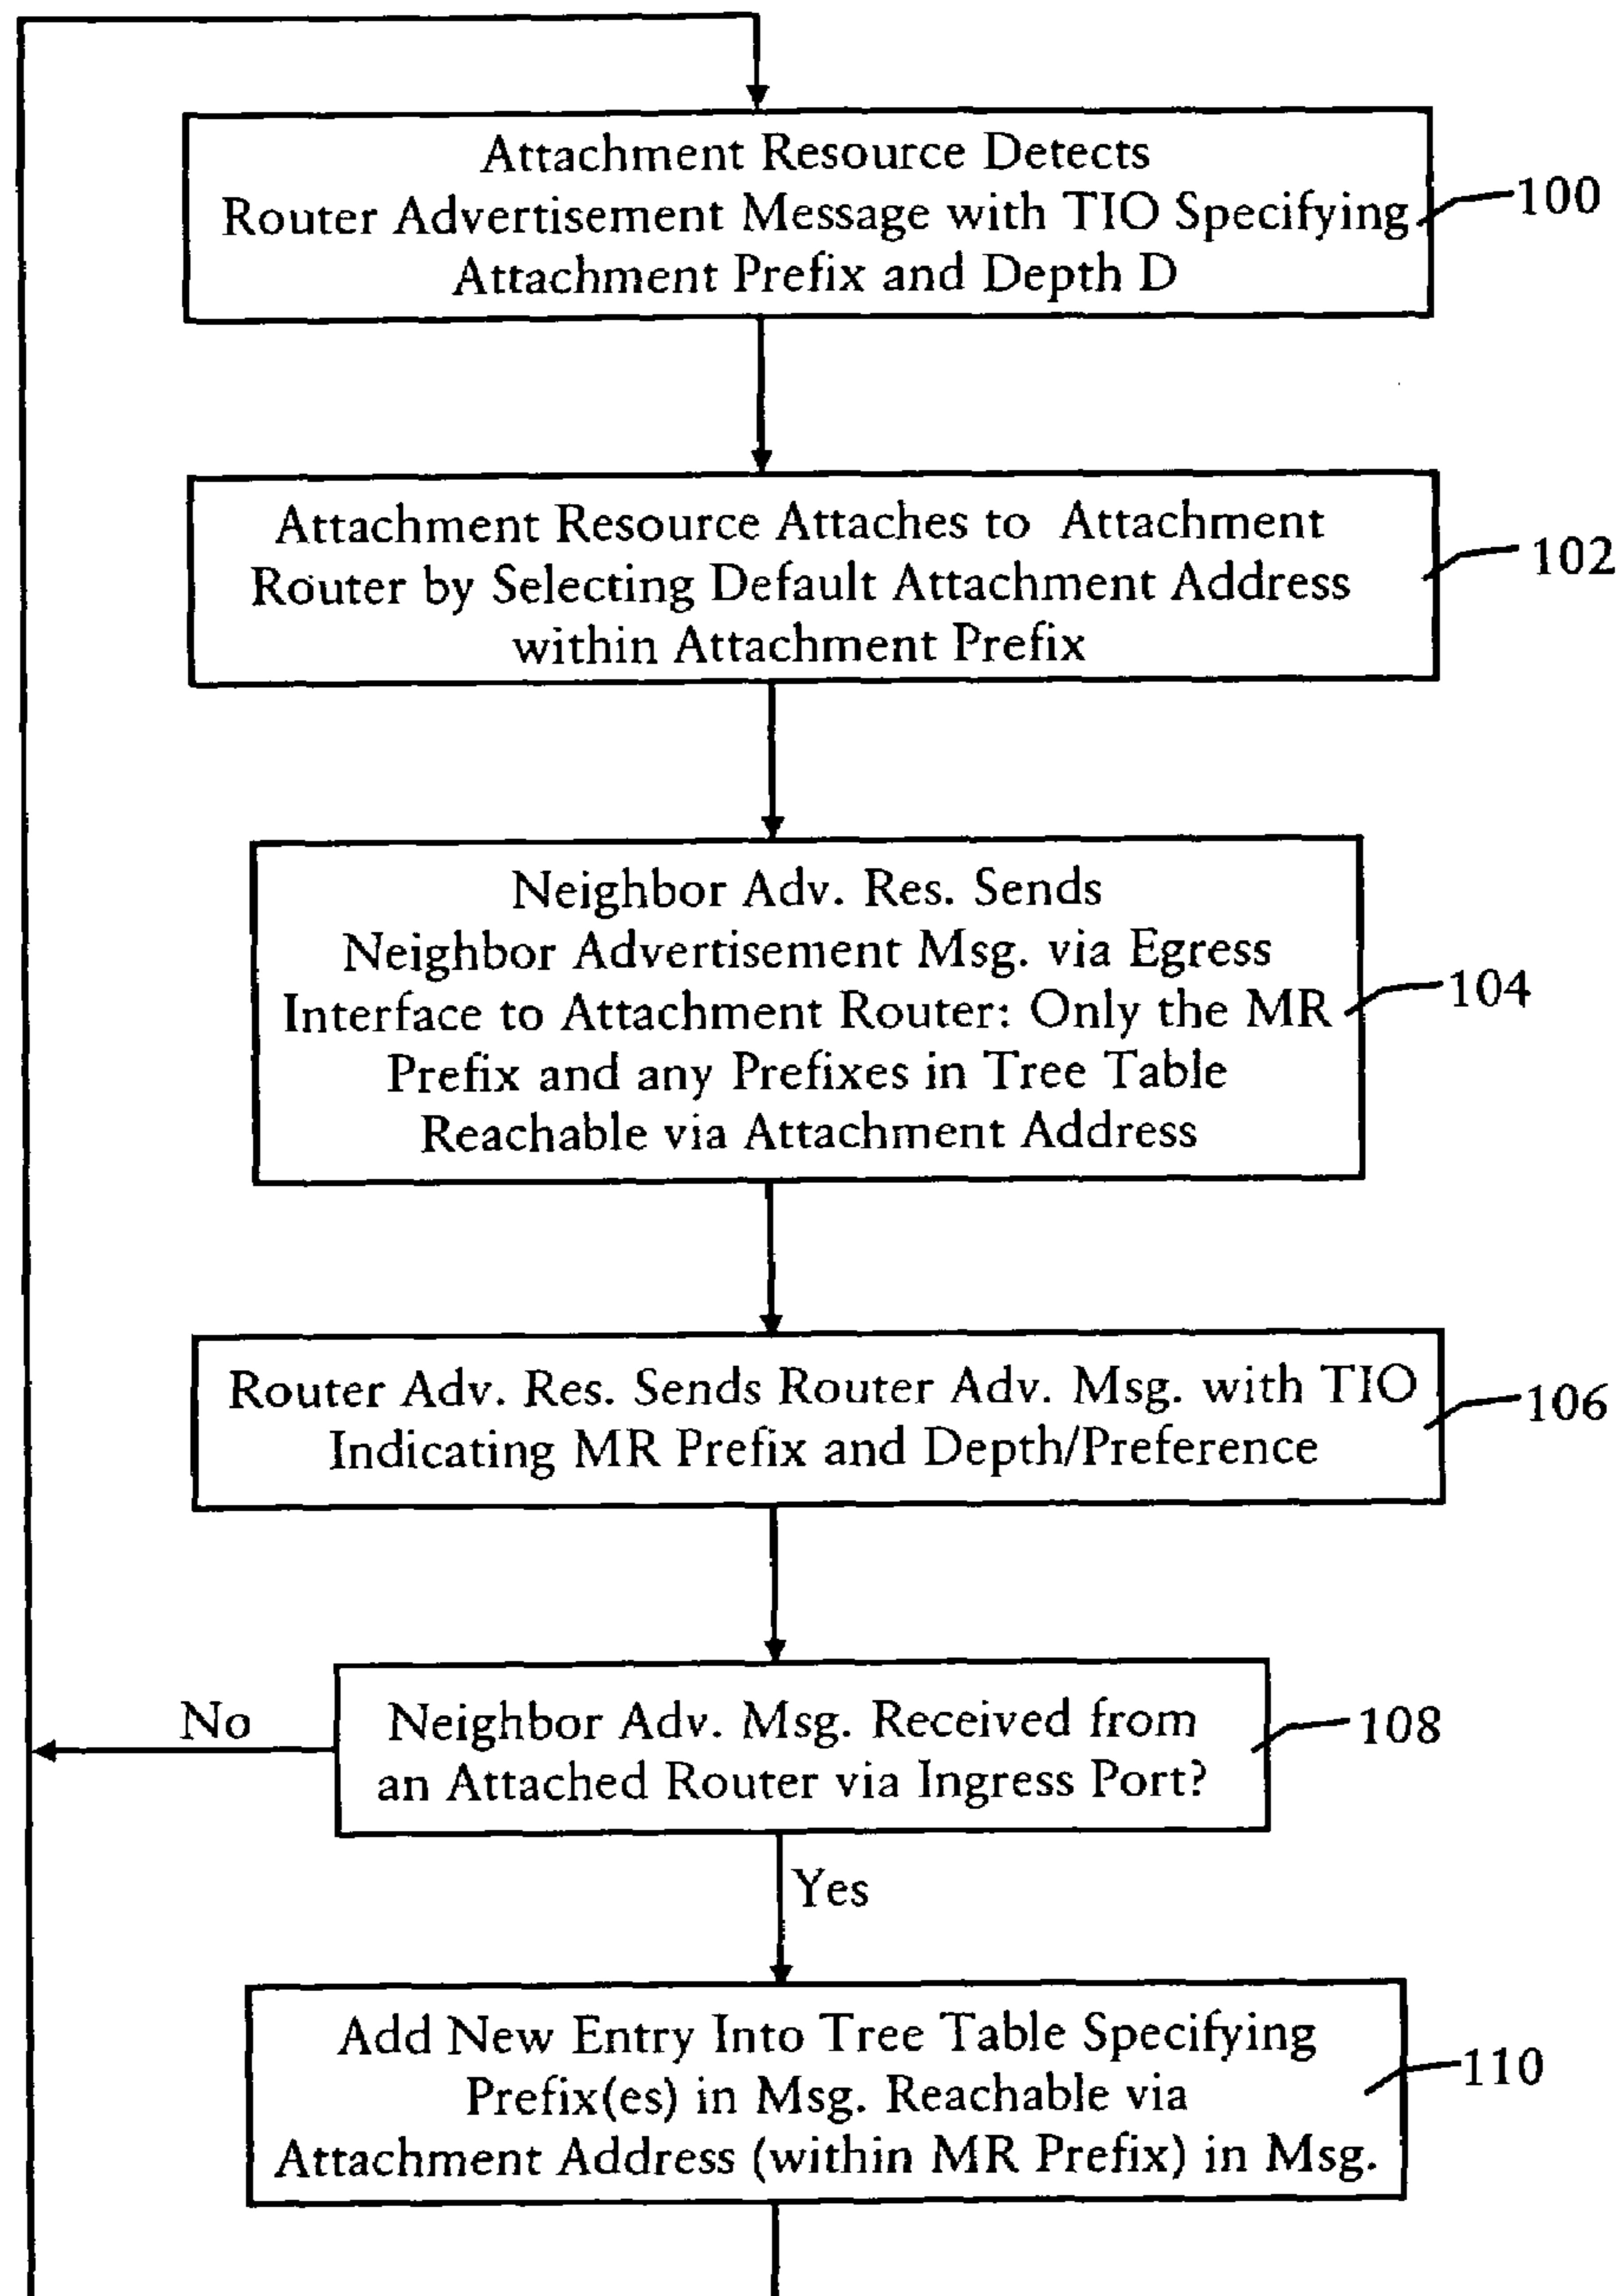 Attachment Resource Detects
Router Advertisement Message with TIO Specifying
Attachment Prefix and Depth D
100
Attachment Resource Attaches to Attachment
Router by Selecting Default Attachment Address
within Attachment Prefix
102
Neighbor Adv. Res. Sends
Neighbor Advertisement Msg. via Egress
Interface to Attachment Router: Only the MR
Prefix and any Prefixes in Tree Table
Reachable via Attachment Address
104
Router Adv. Res. Sends Router Adv. Msg. with TIO
Indicating MR Prefix and Depth/Preference
106
No
Neighbor Adv. Msg. Received from
an Attached Router via Ingress Port?
108
Yes
Add New Entry Into Tree Table Specifying
Prefix(es) in Msg. Reachable via
Attachment Address (within MR Prefix) in Msg.
110